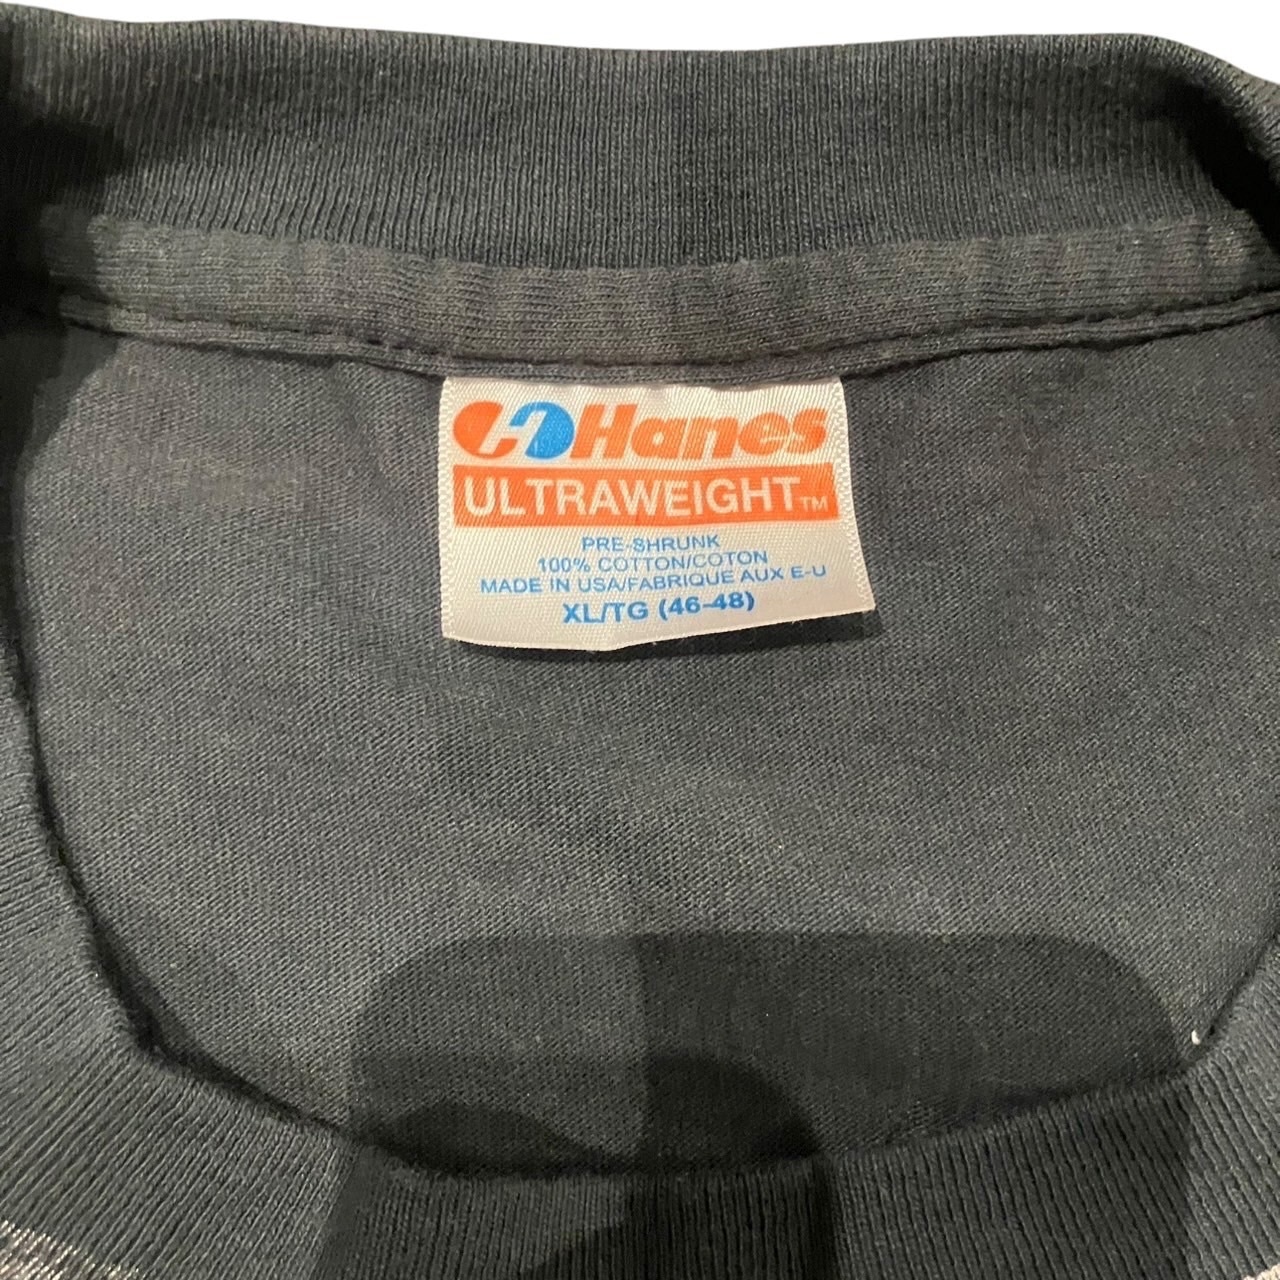 Hanes
ULTRAWEIGHT™
PRE-SHRUNK
100% COTTON/COTON
MADE IN USA/FABRIQUE AUX E-U
XL/TG (46-48)